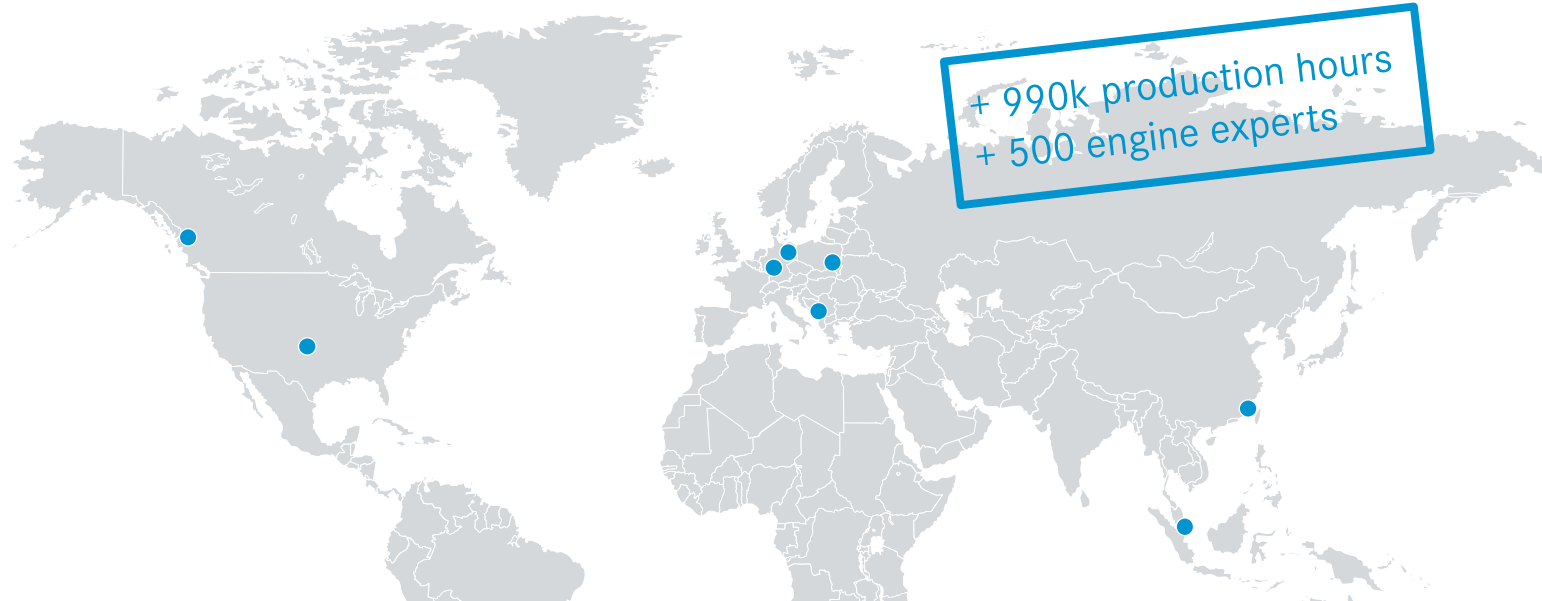 + 990k production hours
+ 500 engine experts